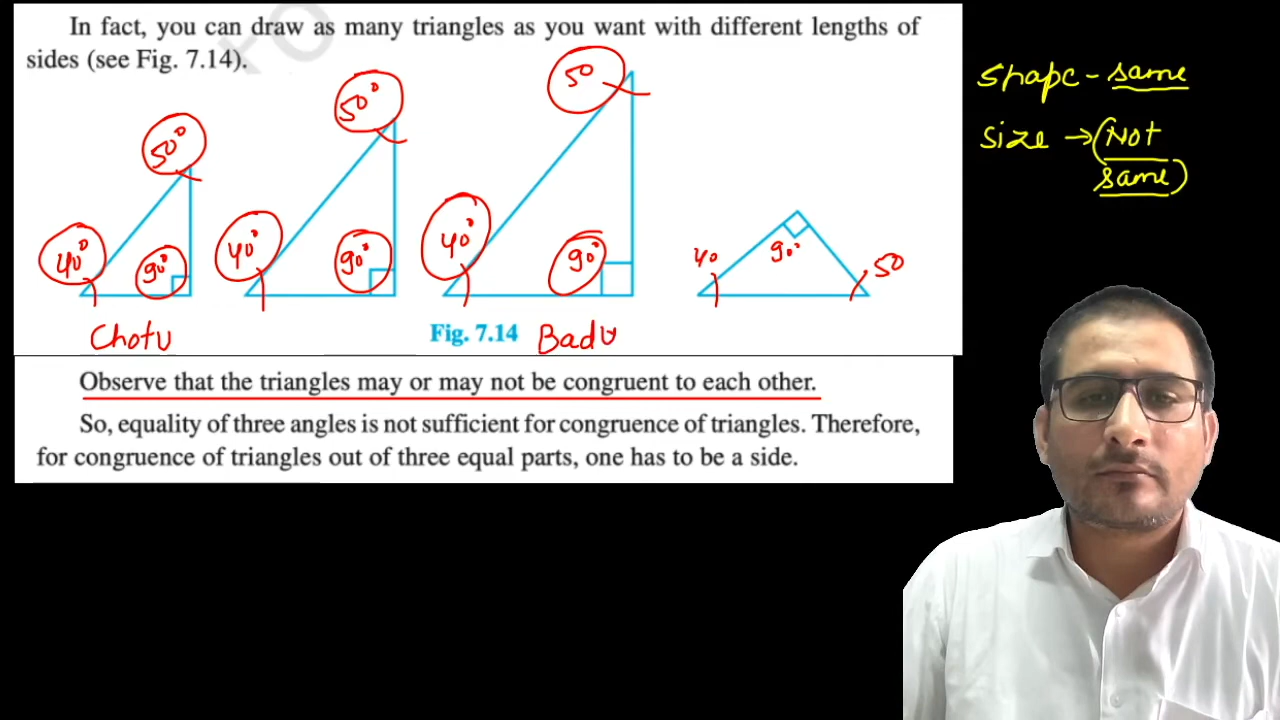 In fact, you can draw as many triangles as you want with different lengths of
sides (see Fig. 7.14).
50° 50° 50
40° 90° 40° 90° 40° 90° 40 90° 50
Chotu Fig. 7.14 Badu
Observe that the triangles may or may not be congruent to each other.
So, equality of three angles is not sufficient for congruence of triangles. Therefore,
for congruence of triangles out of three equal parts, one has to be a side.
Shape - same
Size → (Not
same)